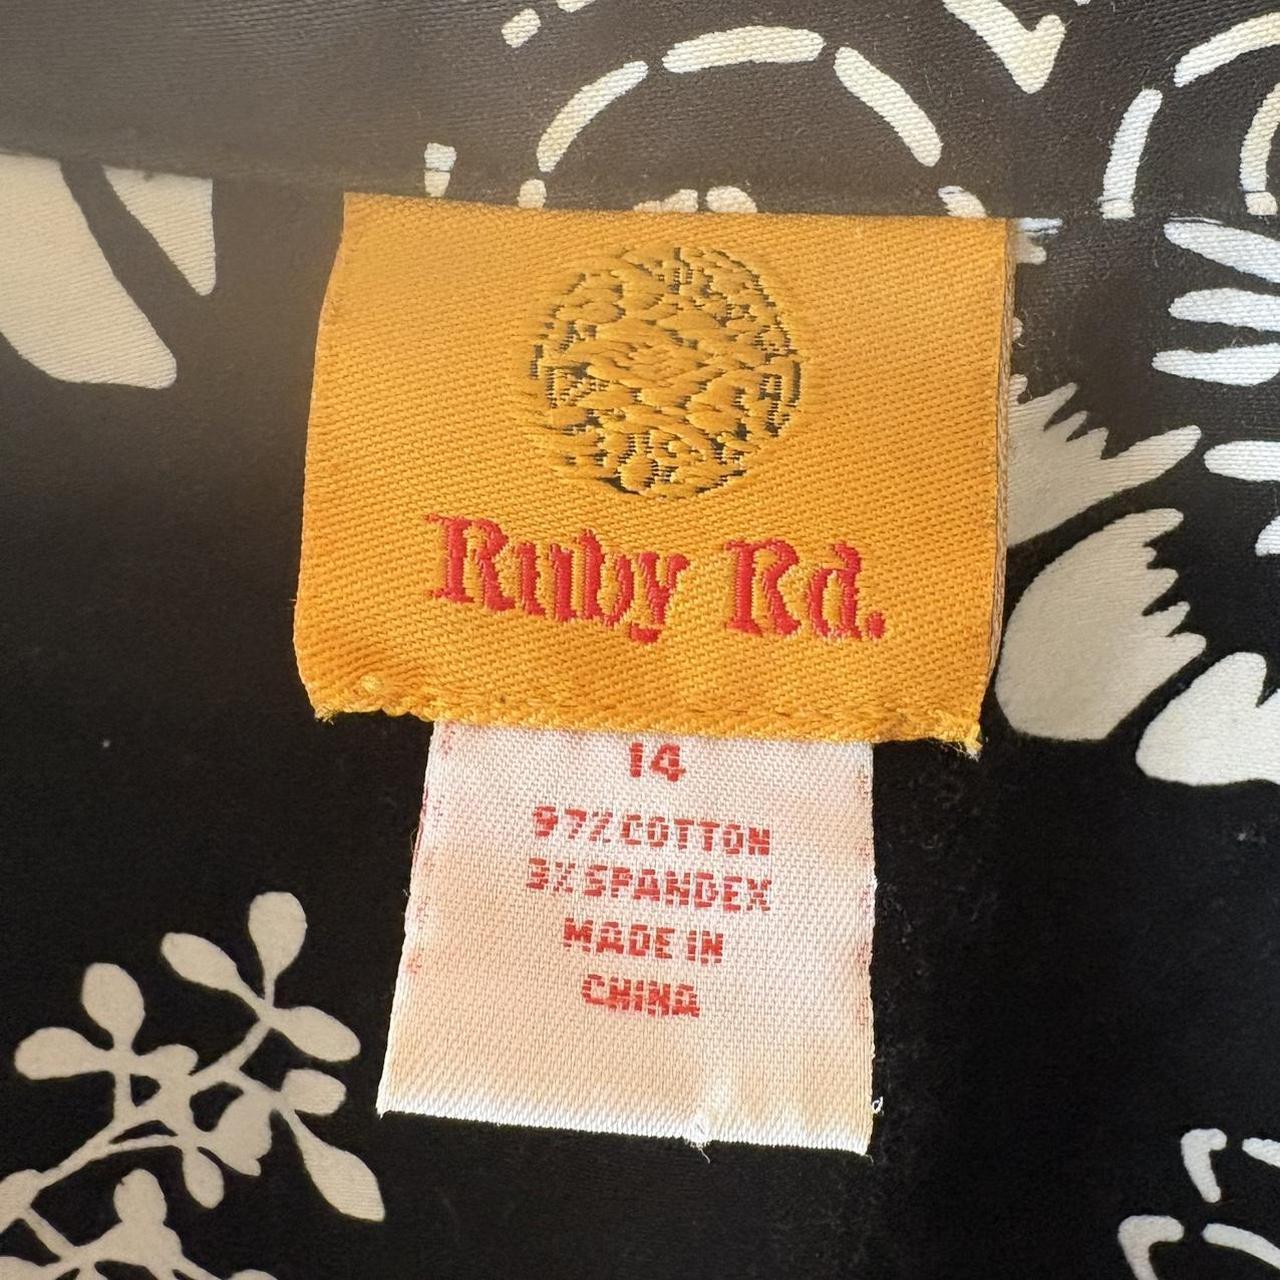 Ruby Rd.
14
97% COTTON
3% SPANDEX
MADE IN
CHINA